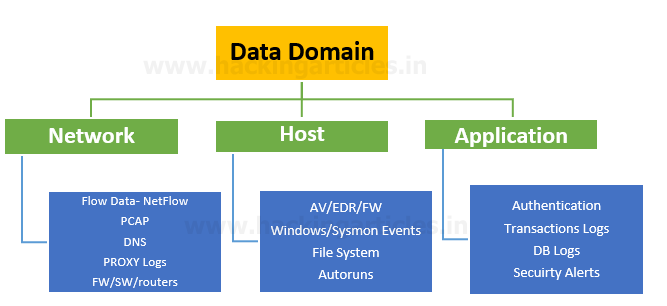 Data Domain
www.hackingarticles.in
Network
Host
Application
Flow Data- NetFlow
PCAP
DNS
PROXY Logs
FW/SW/routers
AV/EDR/FW
Windows/Sysmon Events
File System
Autoruns
www.hackingarticles.in
Authentication
Transactions Logs
DB Logs
Secuirty Alerts